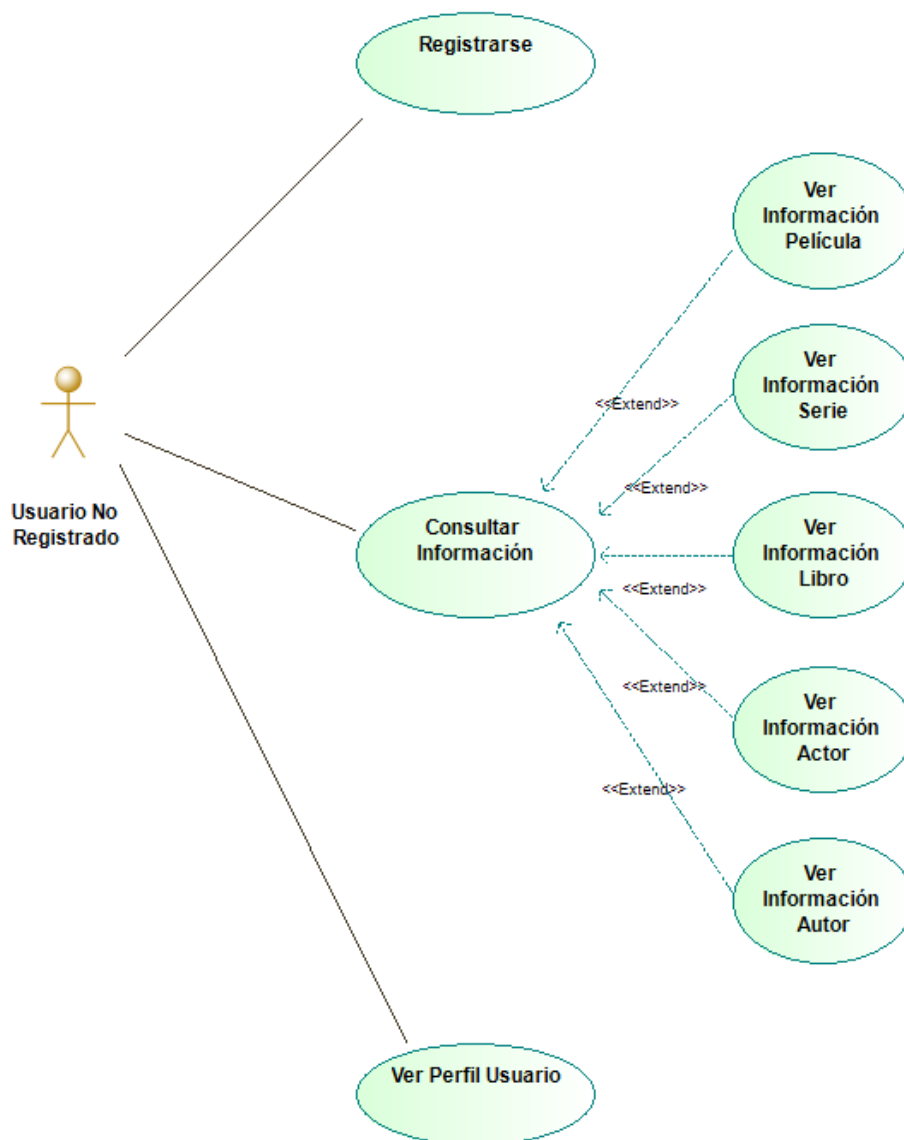 Registrarse
Ver
Información
Película
Ver
Información
Serie
<<Extend>>
<<Extend>>
Usuario No
Registrado
Consultar
Información
Ver
Información
Libro
<<Extend>>
<<Extend>>
Ver
Información
Actor
<<Extend>>
Ver
Información
Autor
Ver Perfil Usuario